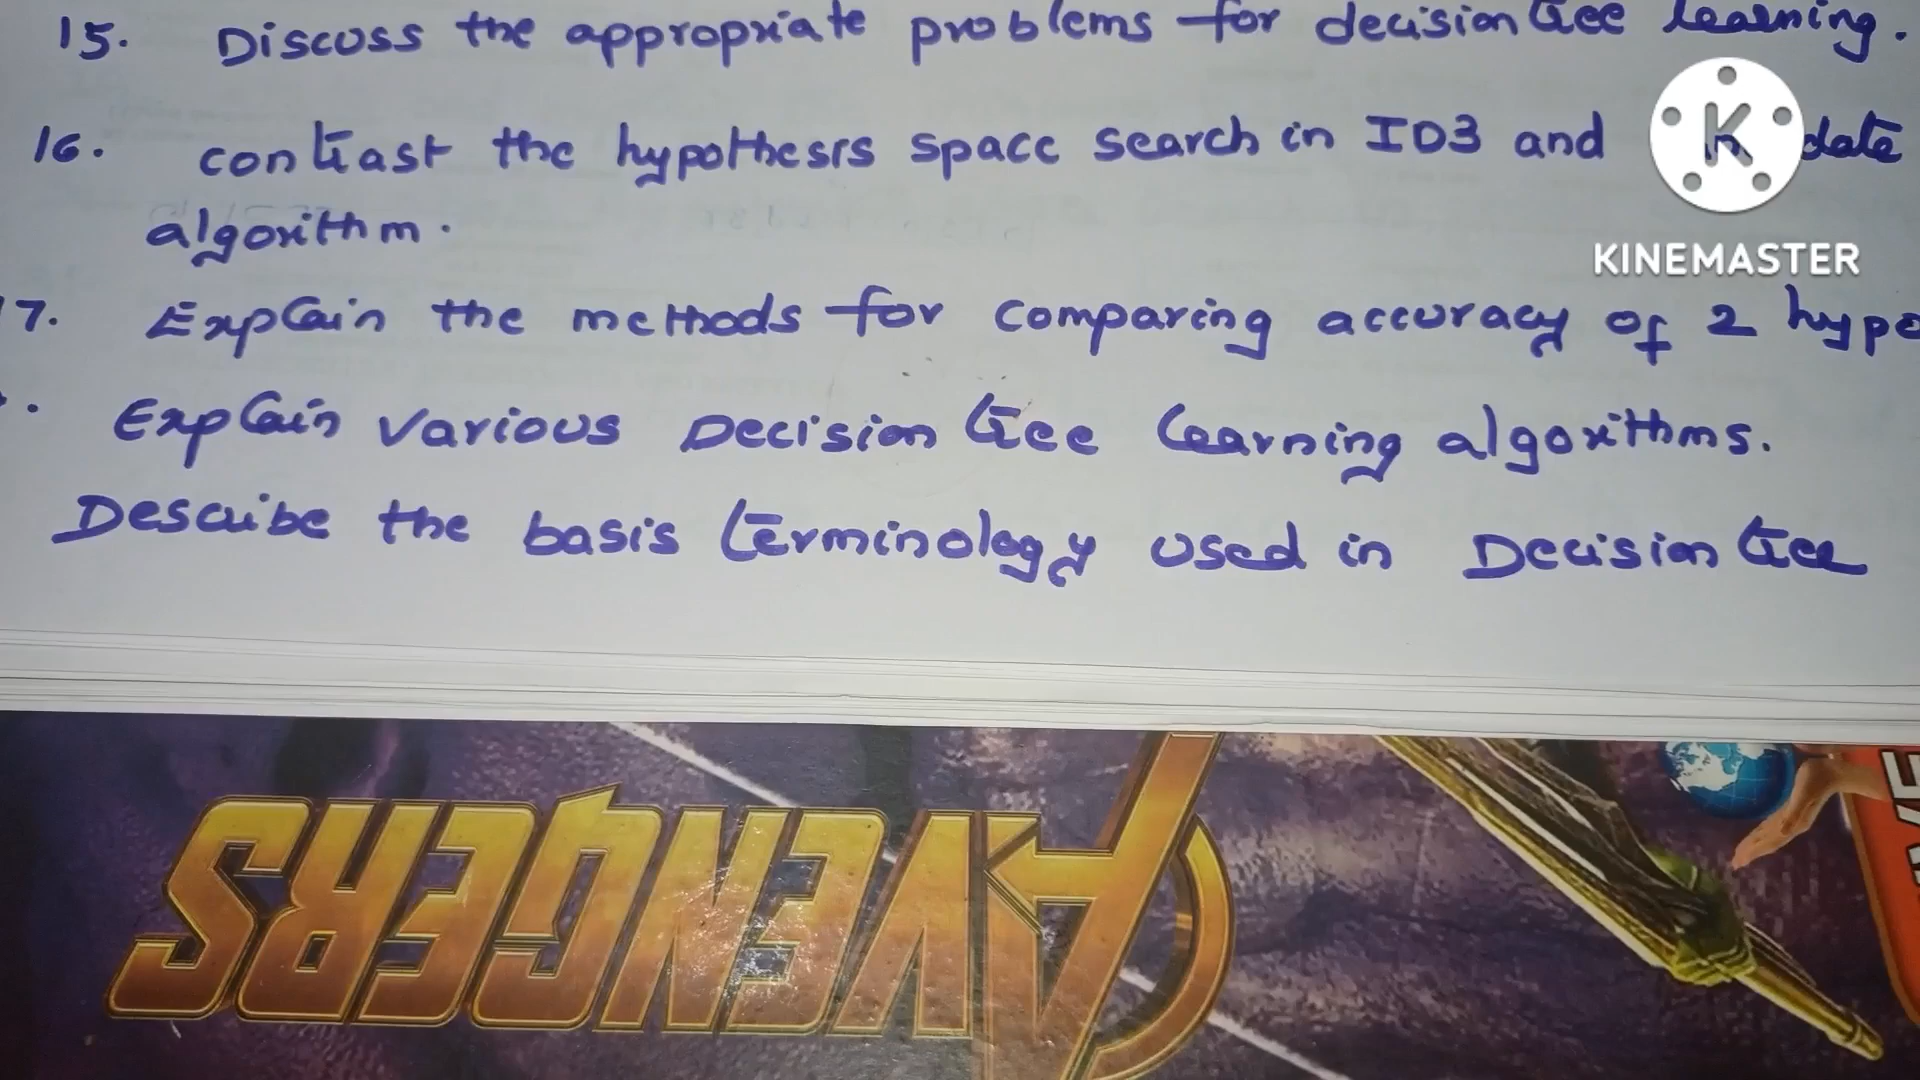 15. Discuss the appropriate problems for decision tree learning.
16. contrast the hypothesis space search in ID3 and date
algorithm.
7. Explain the methods for comparing accuracy of 2 hypo
. Explain various Decision tree learning algorithms.
Describe the basis terminology used in Decision tree
KINEMASTER
AVENGERS